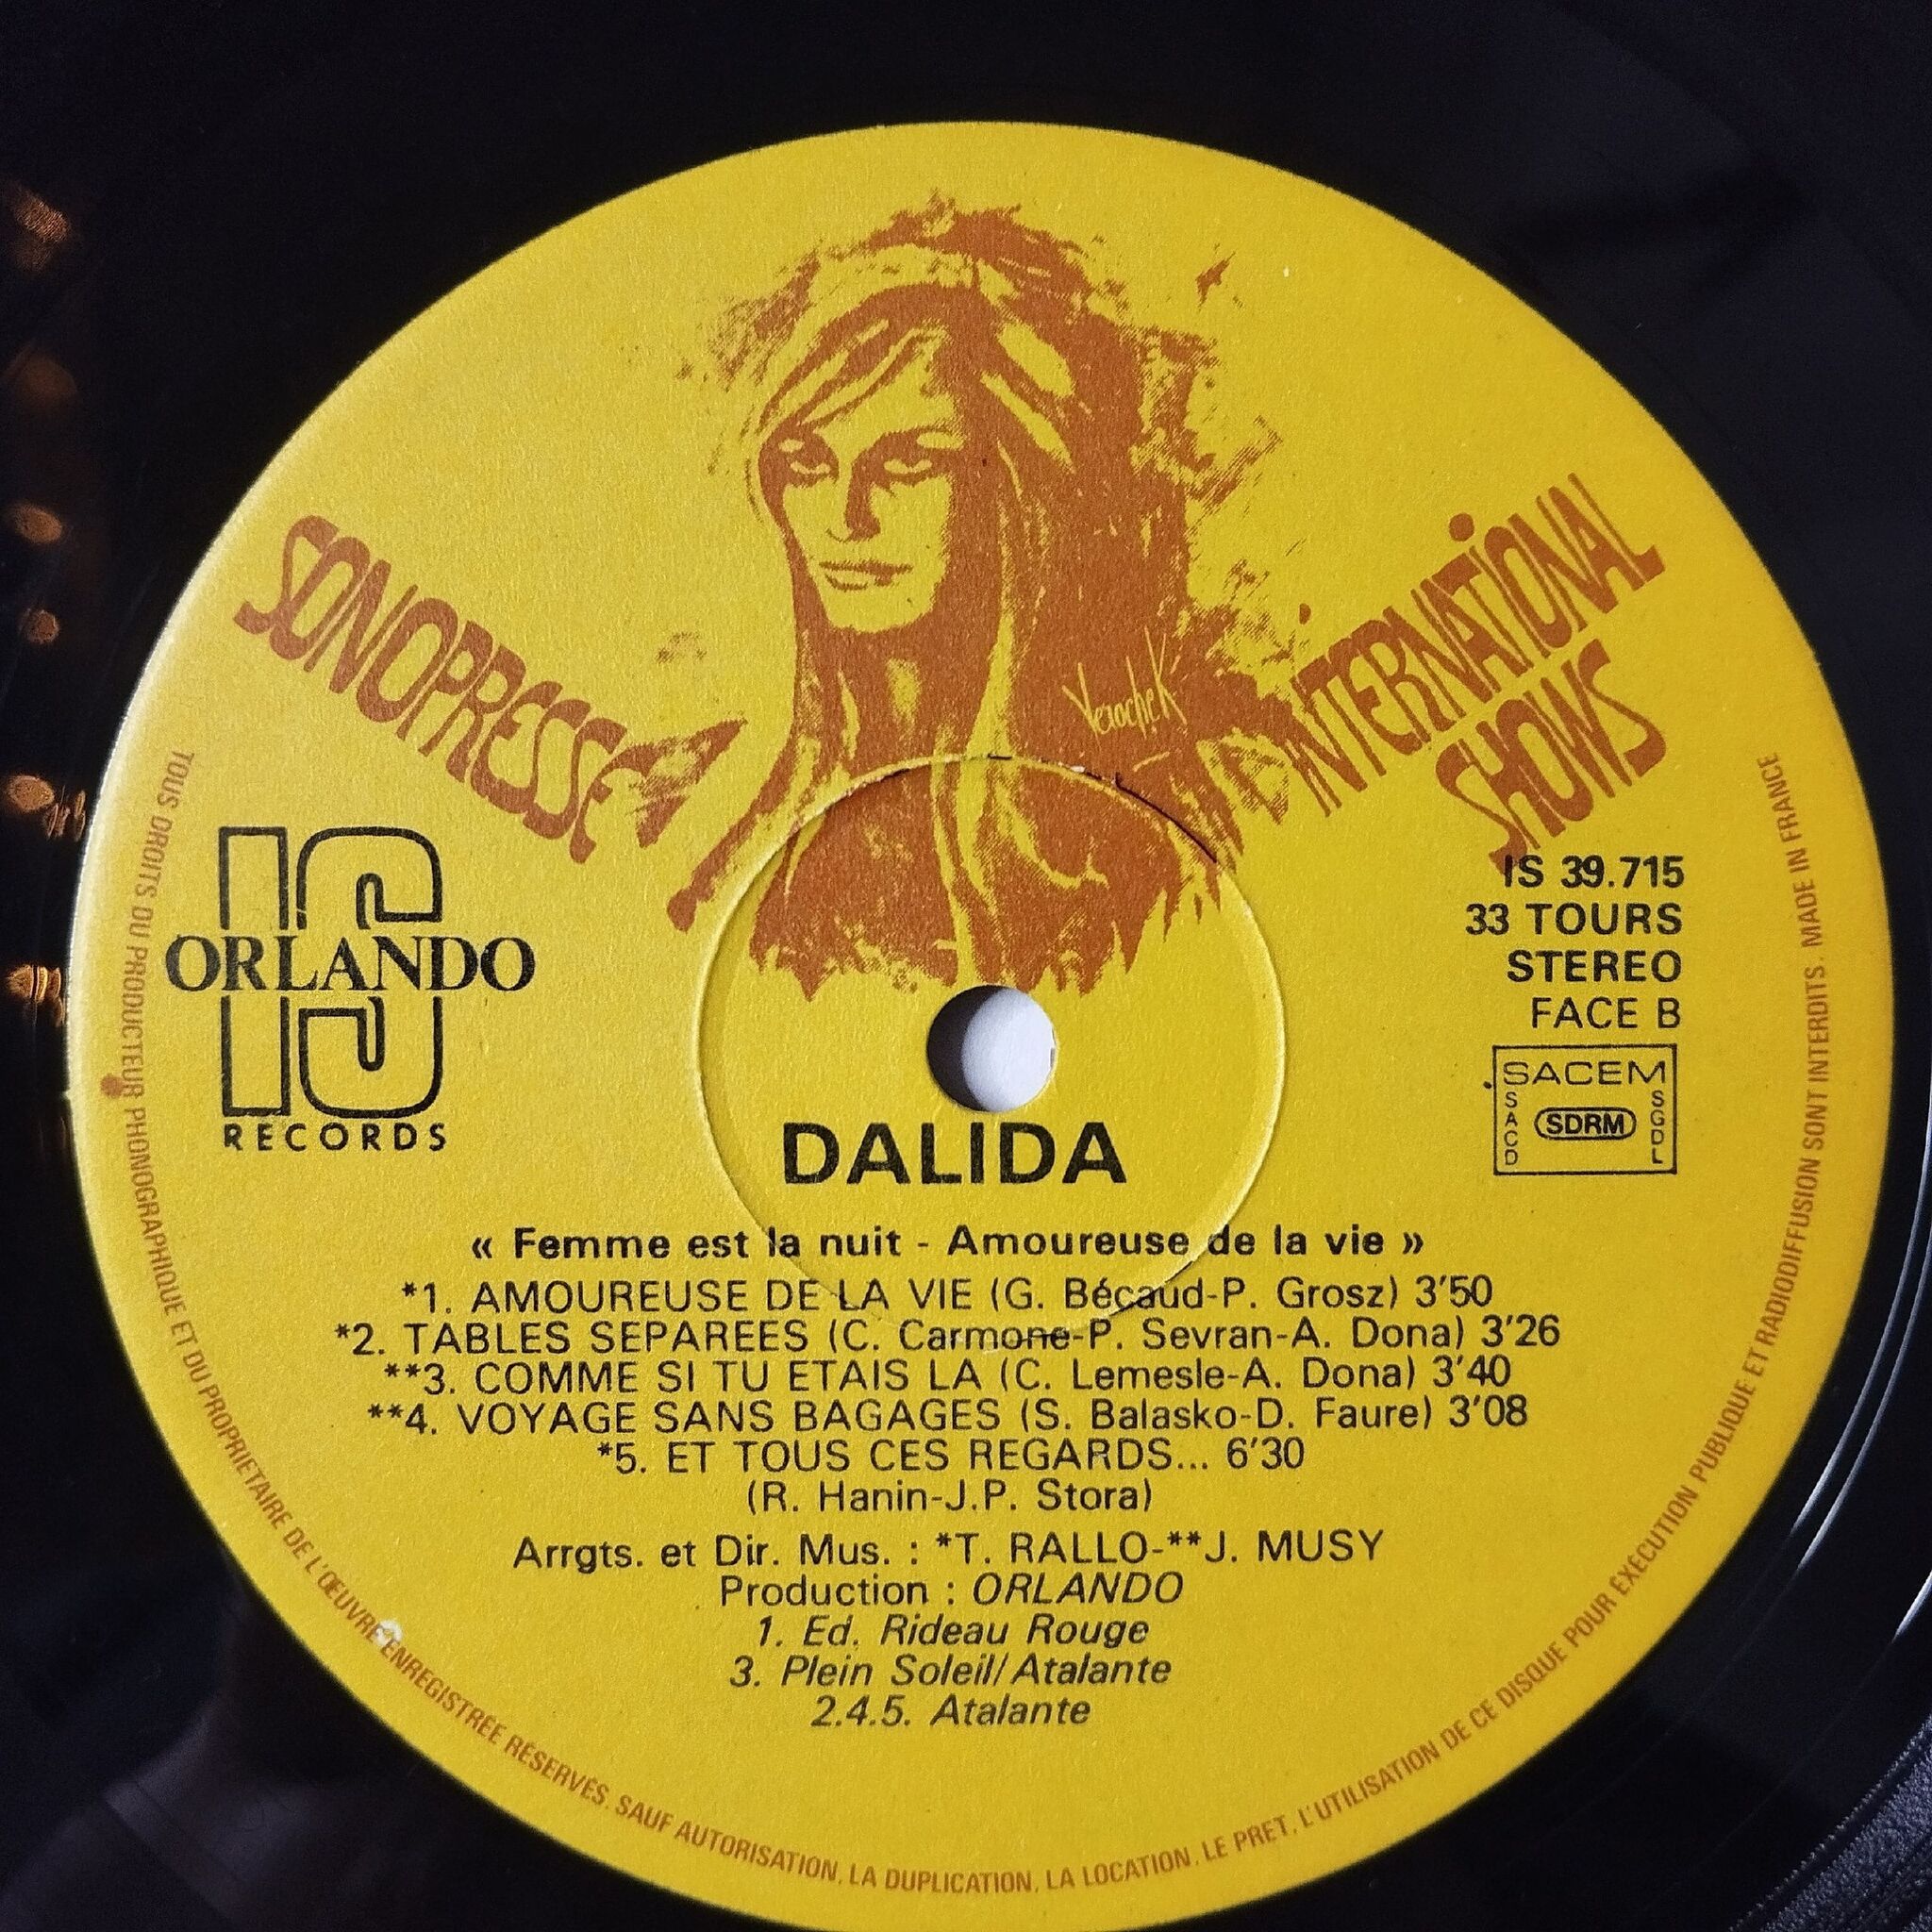 SONOPRESSE
INTERNATIONAL
SHOWS
Verochek
IS
ORLANDO
RECORDS
IS 39.715
33 TOURS
STEREO
FACE B
SACEM
SACD
SDRM
SGDL
DALIDA
« Femme est la nuit - Amoureuse de la vie »
*1. AMOUREUSE DE LA VIE (G. Bécaud-P. Grosz) 3'50
*2. TABLES SEPAREES (C. Carmone-P. Sevran-A. Dona) 3'26
**3. COMME SI TU ETAIS LA (C. Lemesle-A. Dona) 3'40
**4. VOYAGE SANS BAGAGES (S. Balasko-D. Faure) 3'08
*5. ET TOUS CES REGARDS... 6'30
(R. Hanin-J.P. Stora)
Arrgts. et Dir. Mus. : *T. RALLO-**J. MUSY
Production : ORLANDO
1. Ed. Rideau Rouge
3. Plein Soleil/Atalante
2.4.5. Atalante
TOUS DROITS DU PRODUCTEUR PHONOGRAPHIQUE ET DU PROPRIETAIRE DE L'ŒUVRE ENREGISTRÉE RÉSERVÉS. SAUF AUTORISATION, LA DUPLICATION, LA LOCATION, LE PRET, L'UTILISATION DE CE DISQUE POUR EXÉCUTION PUBLIQUE ET RADIODIFFUSION SONT INTERDITS. MADE IN FRANCE